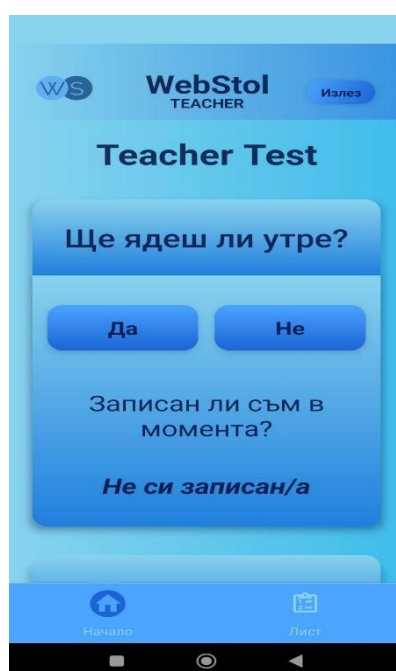 WS
WebStol
TEACHER
Излез
Teacher Test
Ще ядеш ли утре?
Да
Не
Записан ли съм в
момента?
Не си записан/а
Начало
Лист